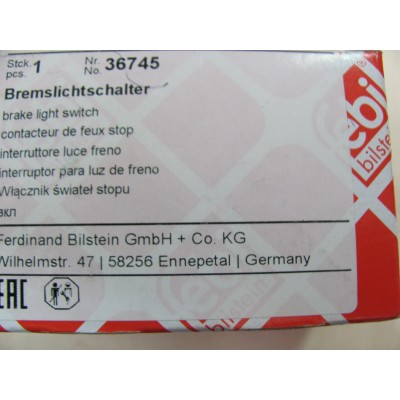 Stck. 1 Nr. 36745
pcs. No.
Bremslichtschalter
brake light switch
contacteur de feux stop
interruttore luce freno
interruptor para luz de freno
Włącznik świateł stopu
вкл
Ferdinand Bilstein GmbH + Co. KG
Wilhelmstr. 47 | 58256 Ennepetal | Germany
EAC
febi
bilstein